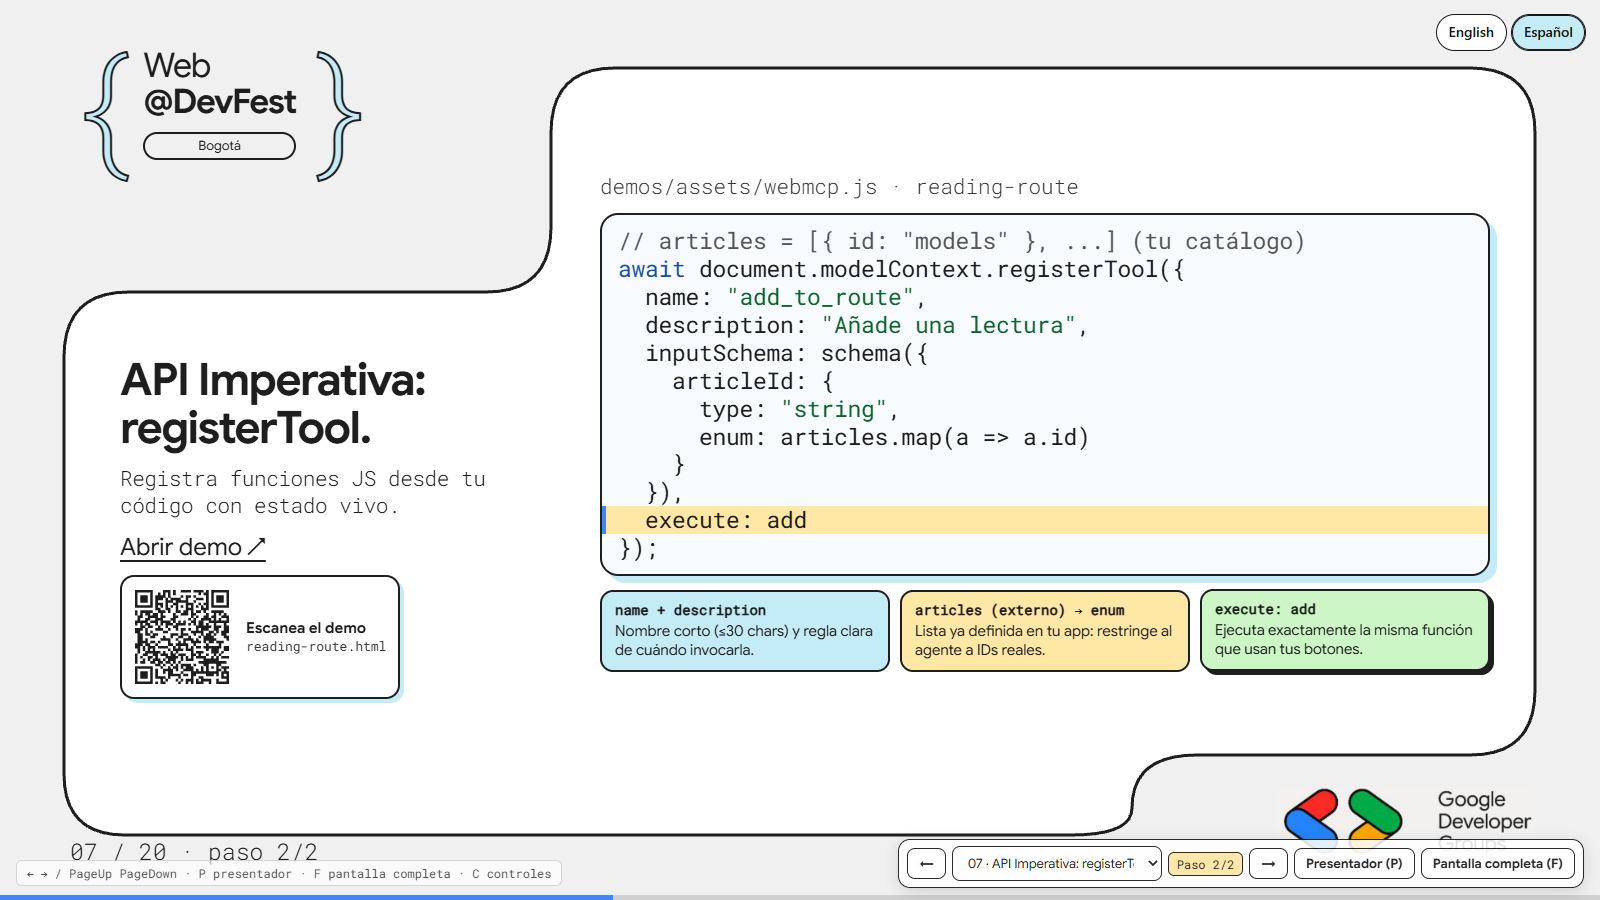 English
Español
Web
@DevFest
Bogotá
demos/assets/webmcp.js · reading-route
// articles = [{ id: "models" }, ...] (tu catálogo)
await document.modelContext.registerTool({
name: "add_to_route",
description: "Añade una lectura",
inputSchema: schema({
articleId: {
type: "string",
enum: articles.map(a => a.id)
}
}),
execute: add
});
API Imperativa:
registerTool.
Registra funciones JS desde tu
código con estado vivo.
Abrir demo ↗
Escanea el demo
reading-route.html
name + description
Nombre corto (≤30 chars) y regla clara
de cuándo invocarla.
articles (externo) → enum
Lista ya definida en tu app: restringe al
agente a IDs reales.
execute: add
Ejecuta exactamente la misma función
que usan tus botones.
Google
Developer
Groups
07 / 20 · paso 2/2
← → / PageUp PageDown · P presentador · F pantalla completa · C controles
←
07 · API Imperativa: registerT
Paso 2/2
→
Presentador (P)
Pantalla completa (F)